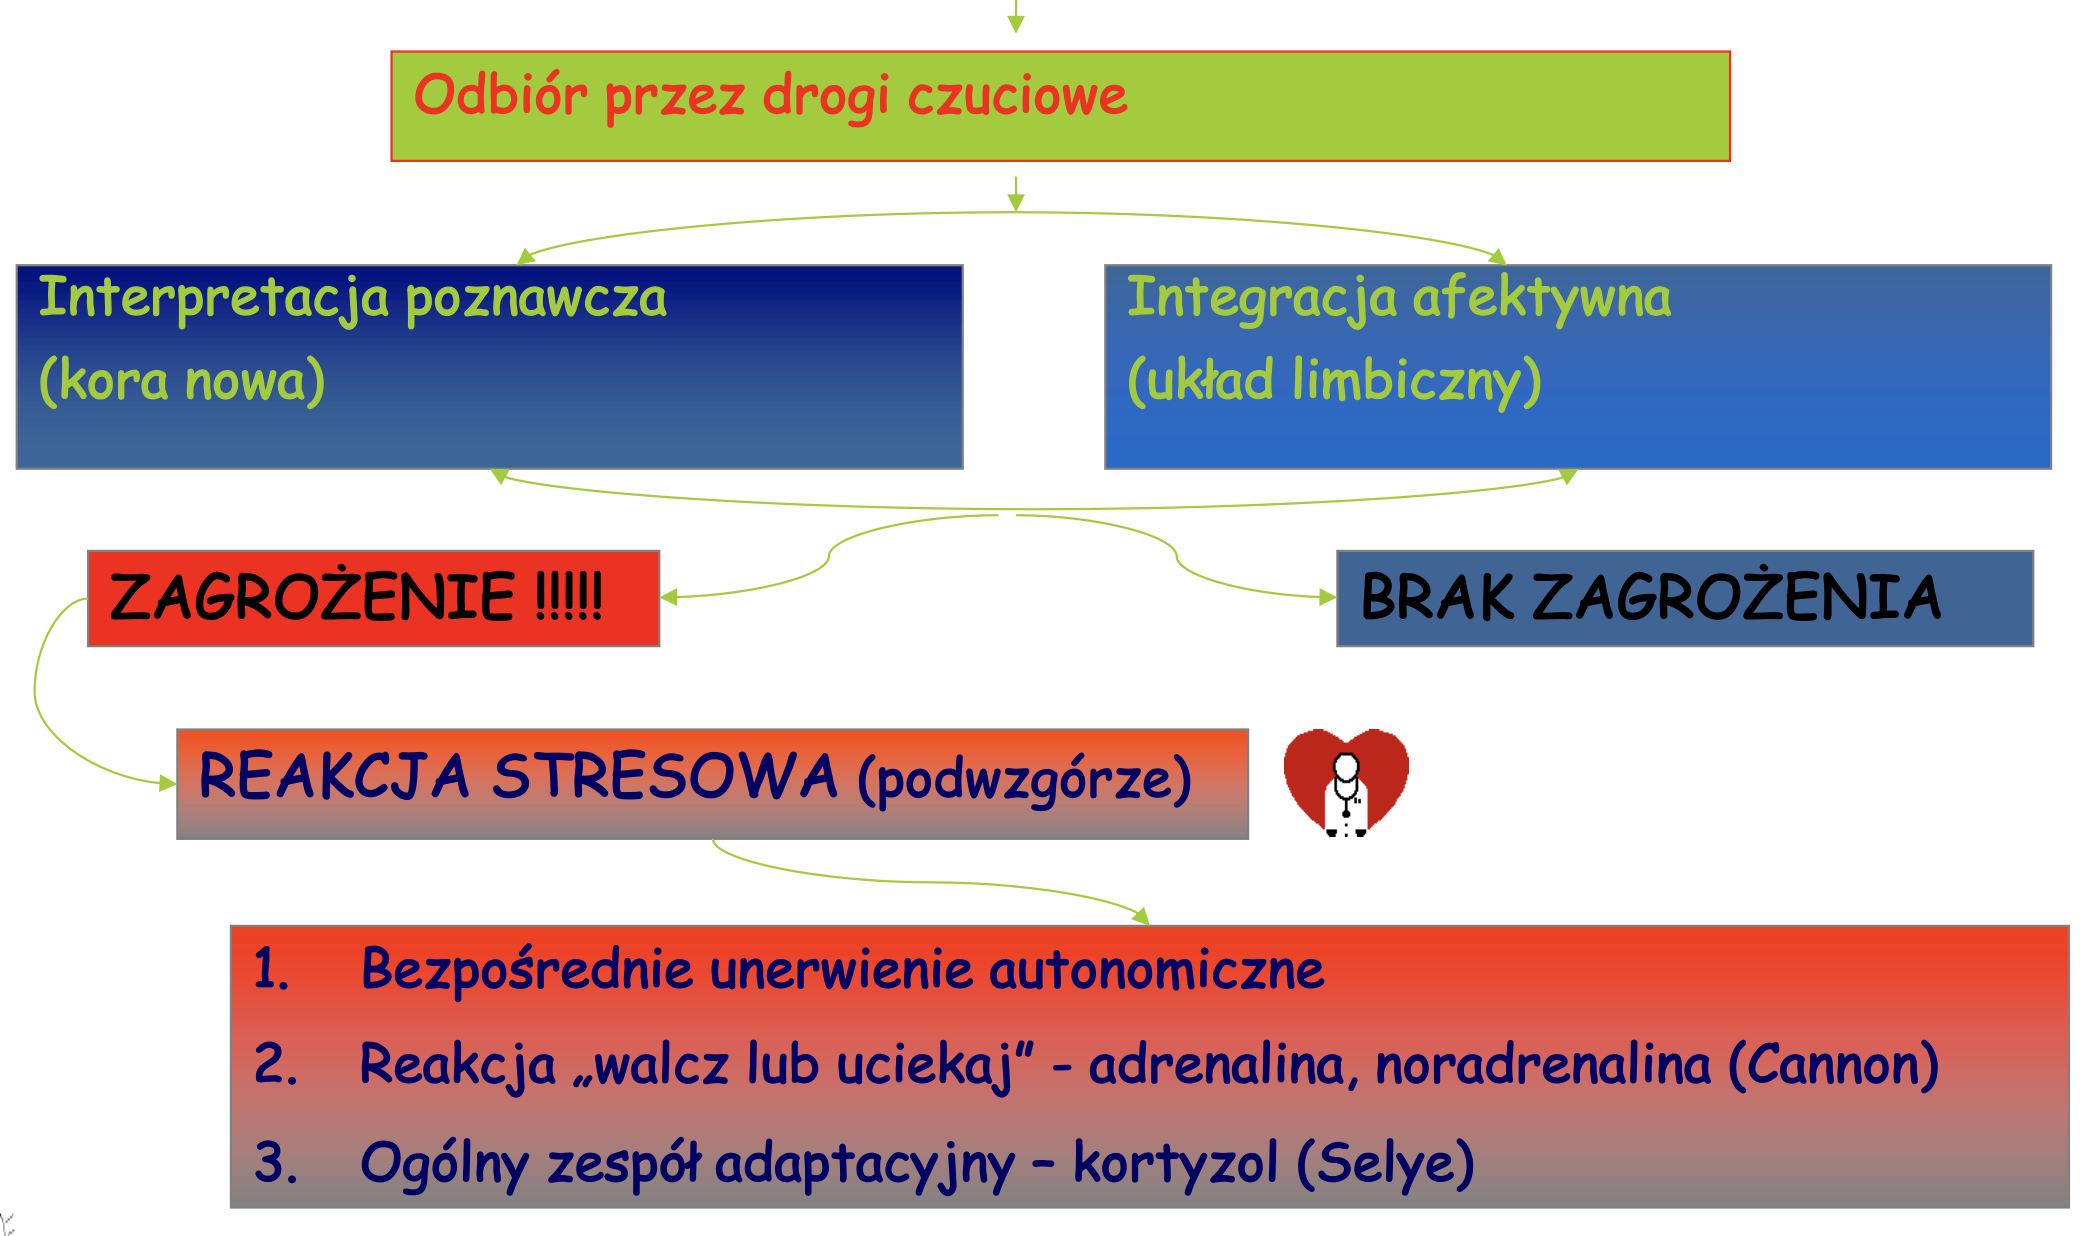 Odbiór przez drogi czuciowe
Interpretacja poznawcza
(kora nowa)
Integracja afektywna
(układ limbiczny)
ZAGROŻENIE !!!!!
BRAK ZAGROŻENIA
REAKCJA STRESOWA (podwzgórze)
1. Bezpośrednie unerwienie autonomiczne
2. Reakcja „walcz lub uciekaj” - adrenalina, noradrenalina (Cannon)
3. Ogólny zespół adaptacyjny – kortyzol (Selye)